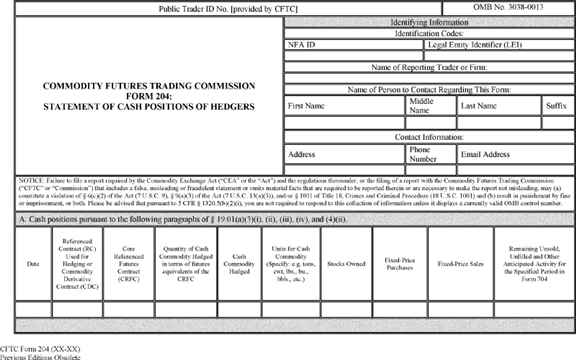 Public Trader ID No. [provided by CFTC]
OMB No. 3038-0013
COMMODITY FUTURES TRADING COMMISSION
FORM 204:
STATEMENT OF CASH POSITIONS OF HEDGERS
Identifying Information
Identification Codes:
NFA ID
Legal Entity Identifier (LEI)
Name of Reporting Trader or Firm:
Name of Person to Contact Regarding This Form:
First Name
Middle
Name
Last Name
Suffix
Contact Information:
Address
Phone
Number
Email Address
NOTICE: Failure to file a report required by the Commodity Exchange Act ("CEA" or the "Act") and the regulations thereunder, or the filing of a report with the Commodity Futures Trading Commission
("CFTC" or "Commission") that includes a false, misleading or fraudulent statement or omits material facts that are required to be reported therein or are necessary to make the report not misleading, may (a)
constitute a violation of § 6(c)(2) of the Act (7 U.S.C. 9), § 9(a)(3) of the Act (7 U.S.C. 13(a)(3)), and/or § 1001 of Title 18, Crimes and Criminal Procedure (18 U.S.C. 1001) and (b) result in punishment by fine
or imprisonment, or both. Please be advised that pursuant to 5 CFR § 1320.5(b)(2)(i), you are not required to respond to this collection of information unless it displays a currently valid OMB control number.
A. Cash positions pursuant to the following paragraphs of § 19.01(a)(3)(i), (ii), (iii), (iv), and (4)(ii).
Date
Referenced
Contract (RC)
Used for
Hedging or
Commodity
Derivative
Contract (CDC)
Core
Referenced
Futures
Contract
(CRFC)
Quantity of Cash
Commodity Hedged
in terms of futures
equivalents of the
CRFC
Cash
Commodity
Hedged
Units for Cash
Commodity
(Specify: e.g. tons,
cwt, lbs., bu.,
bbls., etc.)
Stocks Owned
Fixed-Price
Purchases
Fixed-Price Sales
Remaining Unsold,
Unfilled and Other
Anticipated Activity for
the Specified Period in
Form 704
CFTC Form 204 (XX-XX)
Previous Editions Obsolete